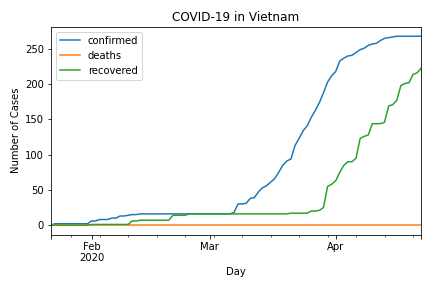 COVID-19 in Vietnam
confirmed
deaths
recovered
Number of Cases
250
200
150
100
50
0
Feb
2020
Mar
Apr
Day